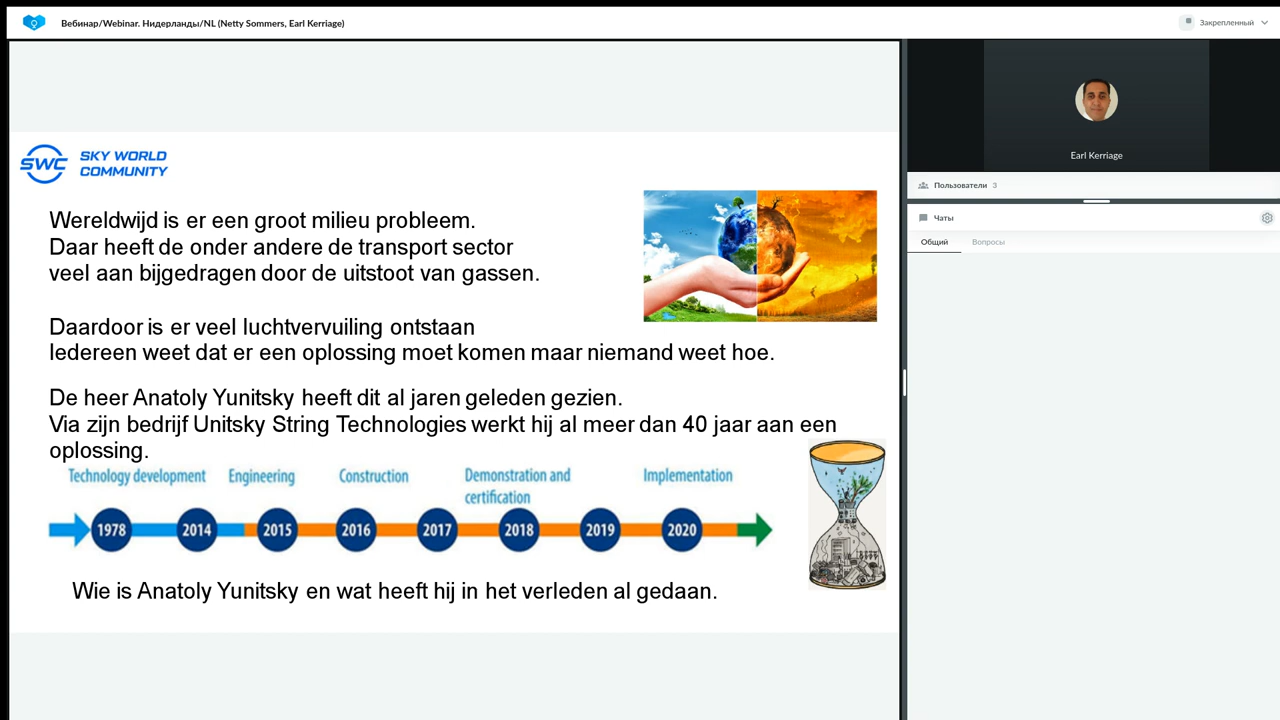 Вебинар/Webinar. Нидерланды/NL (Netty Sommers, Earl Kerriage)
Закрепленный
SWC SKY WORLD
COMMUNITY
Wereldwijd is er een groot milieu probleem.
Daar heeft de onder andere de transport sector
veel aan bijgedragen door de uitstoot van gassen.
Daardoor is er veel luchtvervuiling ontstaan
Iedereen weet dat er een oplossing moet komen maar niemand weet hoe.
De heer Anatoly Yunitsky heeft dit al jaren geleden gezien.
Via zijn bedrijf Unitsky String Technologies werkt hij al meer dan 40 jaar aan een
oplossing.
Technology development Engineering Construction Demonstration and Implementation
certification
1978 2014 2015 2016 2017 2018 2019 2020
Wie is Anatoly Yunitsky en wat heeft hij in het verleden al gedaan.
Earl Kerriage
Пользователи 3
Чаты
Общий Вопросы